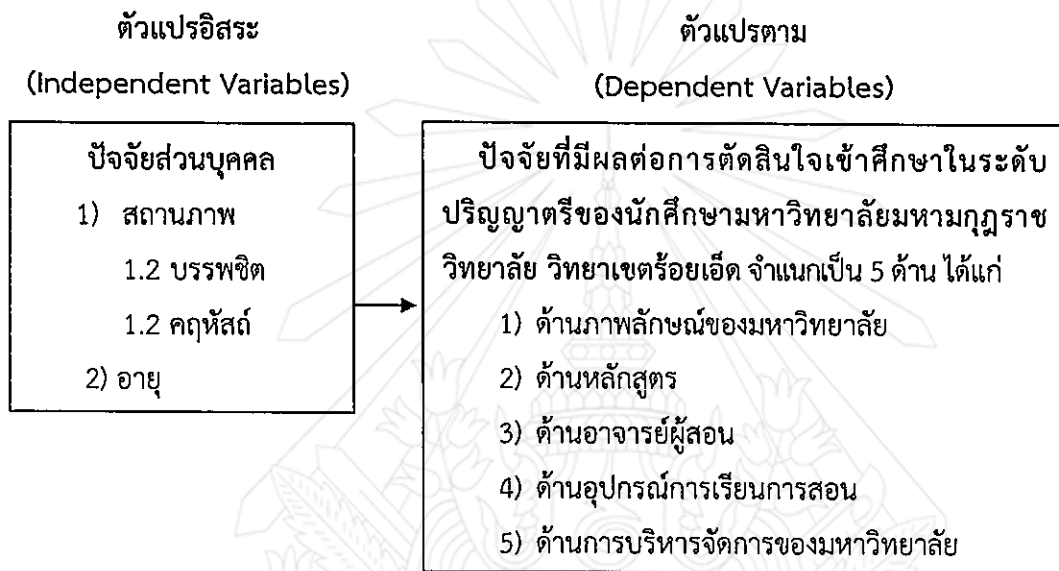 ตัวแปรอิสระ
(Independent Variables)
ปัจจัยส่วนบุคคล
1) สถานภาพ
1.2 บรรพชิต
1.2 คฤหัสถ์
2) อายุ
ตัวแปรตาม
(Dependent Variables)
ปัจจัยที่มีผลต่อการตัดสินใจเข้าศึกษาในระดับ
ปริญญาตรีของนักศึกษามหาวิทยาลัยมหามกุฎราช
วิทยาลัย วิทยาเขตร้อยเอ็ด จำแนกเป็น 5 ด้าน ได้แก่
1) ด้านภาพลักษณ์ของมหาวิทยาลัย
2) ด้านหลักสูตร
3) ด้านอาจารย์ผู้สอน
4) ด้านอุปกรณ์การเรียนการสอน
5) ด้านการบริหารจัดการของมหาวิทยาลัย